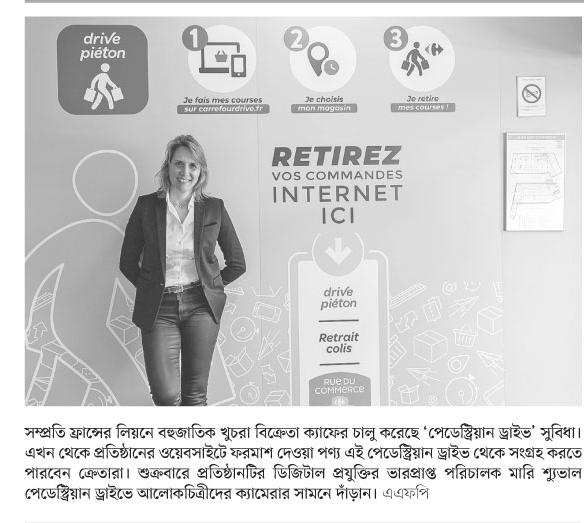 drive
piéton
1
2
3
Je fais mes courses
sur carrefourdrive.fr
Je choisis
mon magasin
Je retire
mes courses !
RETIREZ
VOS COMMANDES
INTERNET
ICI
drive
piéton
Retrait
colis
RUE DU
COMMERCE
সম্প্রতি ফ্রান্সের লিয়নে বহুজাতিক খুচরা বিক্রেতা ক্যাফের চালু করেছে ‘পেডেস্ট্রিয়ান ড্রাইভ’ সুবিধা।
এখন থেকে প্রতিষ্ঠানের ওয়েবসাইটে ফরমাশ দেওয়া পণ্য এই পেডেস্ট্রিয়ান ড্রাইভ থেকে সংগ্রহ করতে
পারবেন ক্রেতারা। শুক্রবারে প্রতিষ্ঠানটির ডিজিটাল প্রযুক্তির ভারপ্রাপ্ত পরিচালক মারি শ্যুভাল
পেডেস্ট্রিয়ান ড্রাইভে আলোকচিত্রীদের ক্যামেরার সামনে দাঁড়ান। এএফপি